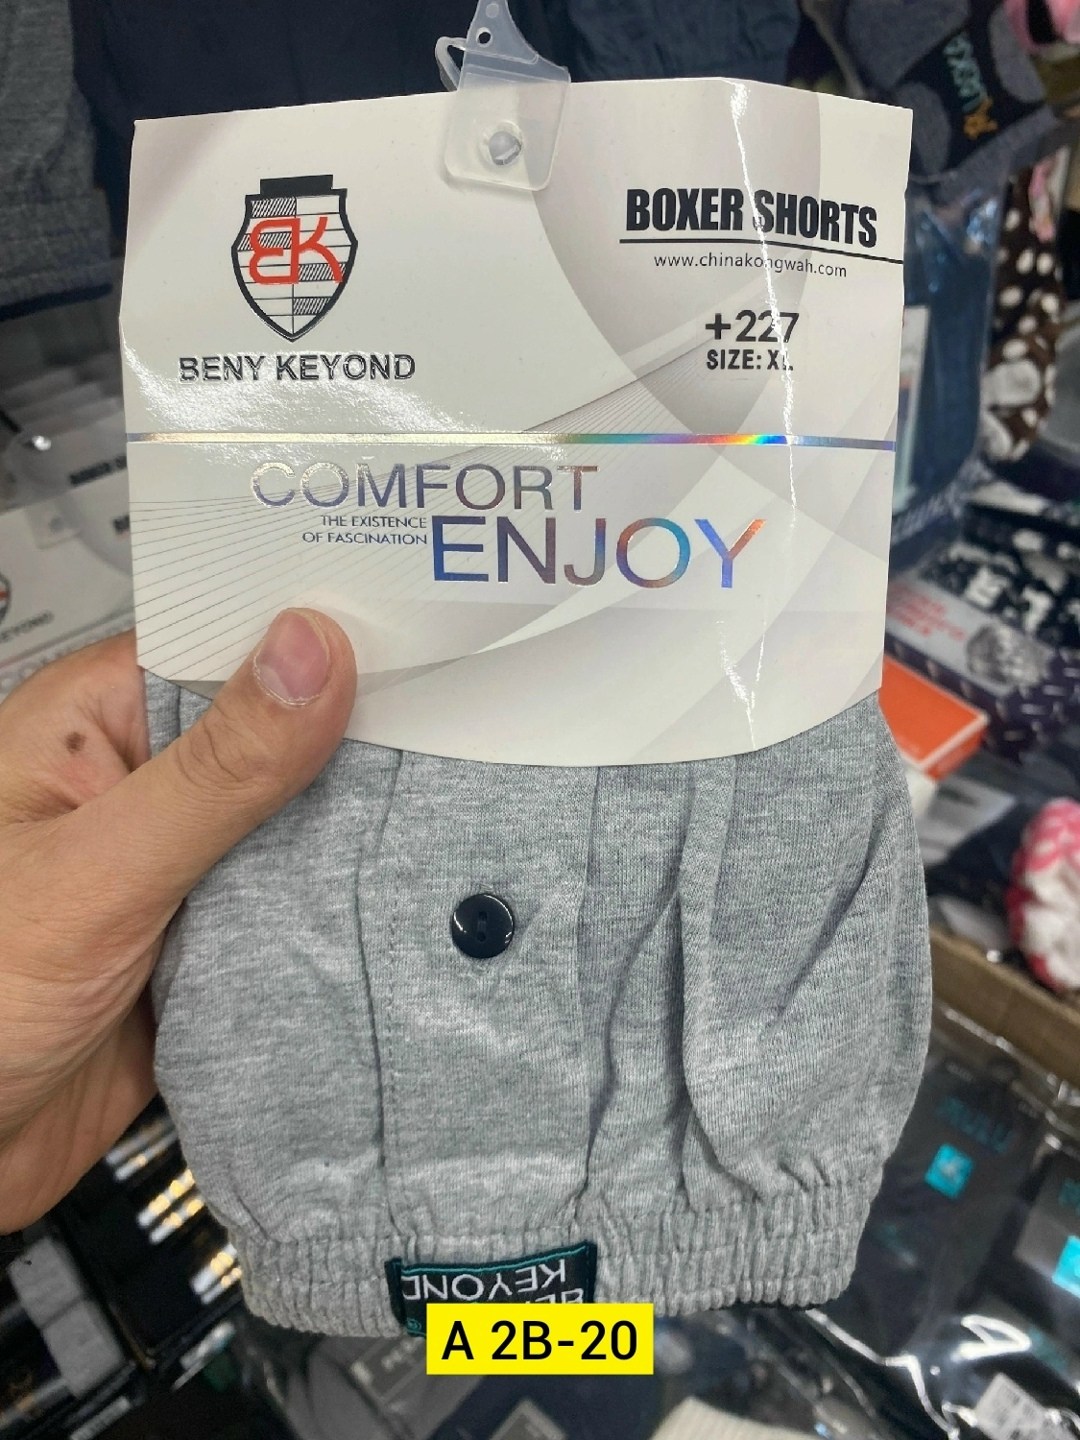 BK
BENY KEYOND
BOXER SHORTS
www.chinakongwah.com
+227
SIZE: XL
COMFORT
THE EXISTENCE
OF FASCINATION
ENJOY
KEYOND
A 2B-20